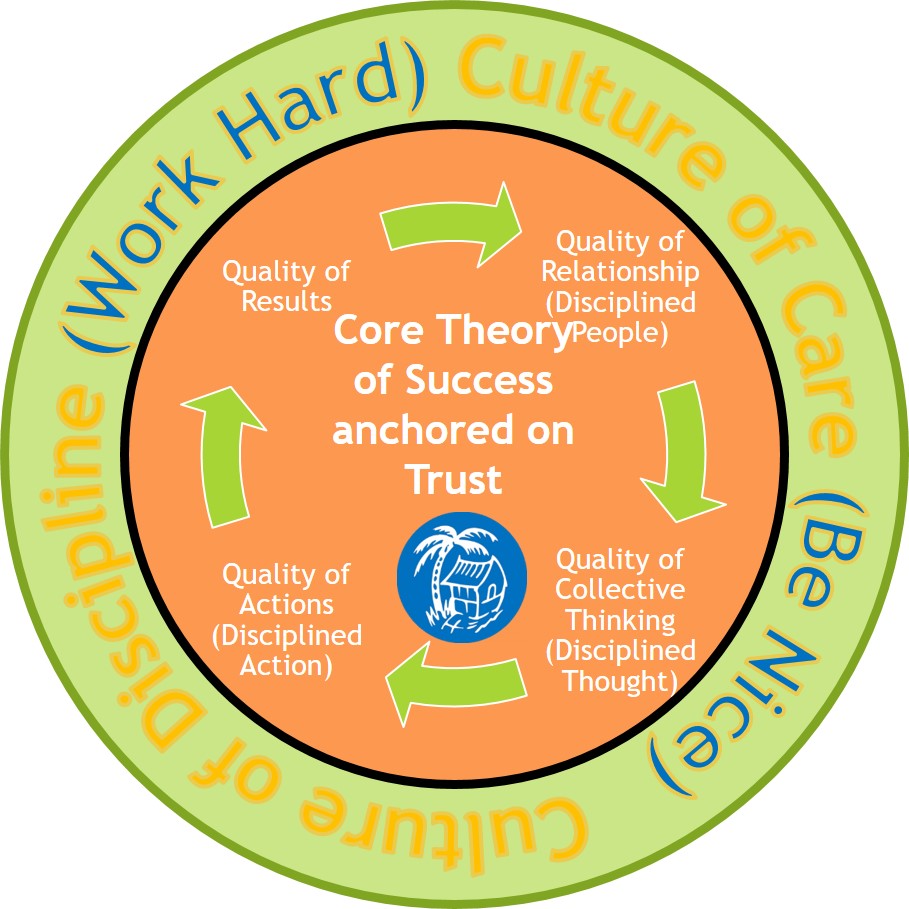 Culture of Care (Be Nice)
Culture of Discipline (Work Hard)
Quality of
Results
Quality of
Relationship
(Disciplined
People)
Core Theory
of Success
anchored on
Trust
Quality of
Actions
(Disciplined
Action)
Quality of
Collective
Thinking
(Disciplined
Thought)